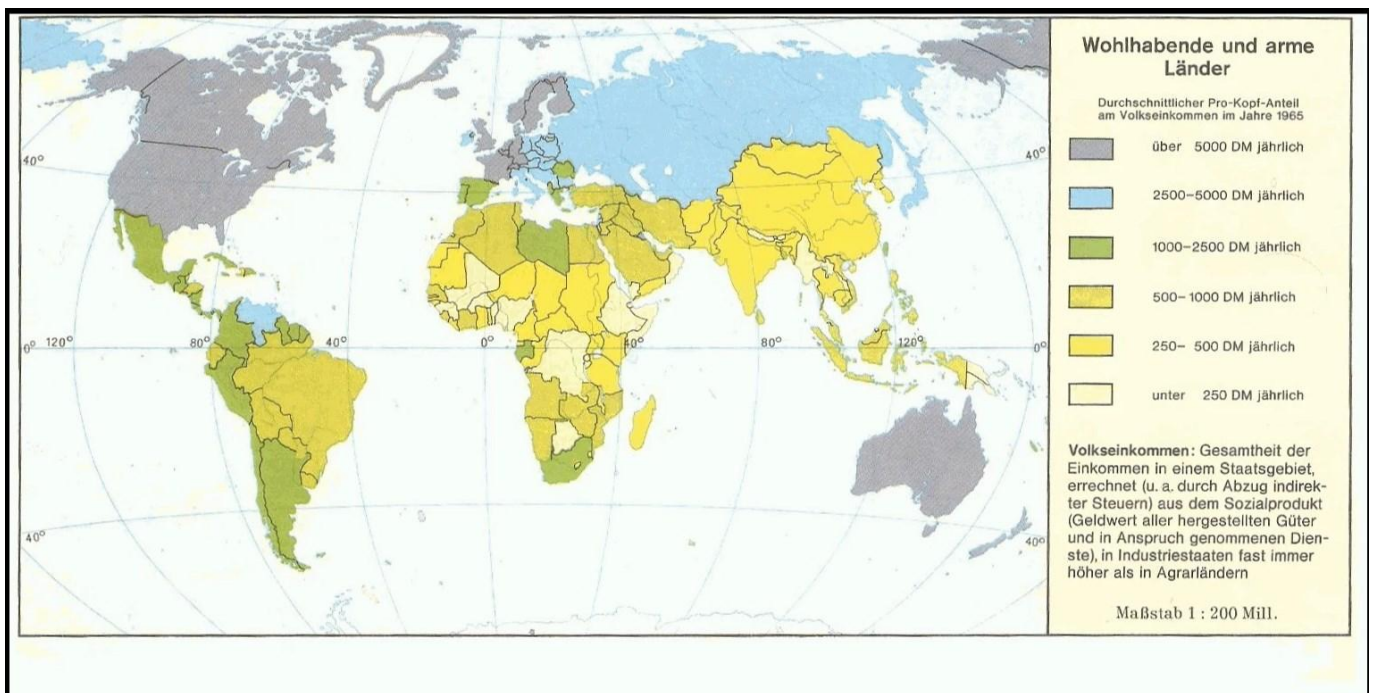 Wohlhabende und arme
Länder
Durchschnittlicher Pro-Kopf-Anteil
am Volkseinkommen im Jahre 1965
über 5000 DM jährlich
2500–5000 DM jährlich
1000–2500 DM jährlich
500–1000 DM jährlich
250– 500 DM jährlich
unter 250 DM jährlich
Volkseinkommen: Gesamtheit der
Einkommen in einem Staatsgebiet,
errechnet (u. a. durch Abzug indirek-
ter Steuern) aus dem Sozialprodukt
(Geldwert aller hergestellten Güter
und in Anspruch genommenen Dien-
ste), in Industriestaaten fast immer
höher als in Agrarländern
Maßstab 1 : 200 Mill.
40° 40°
0° 120° 80° 40° 0° 40° 80° 120° 0°
40° 40°